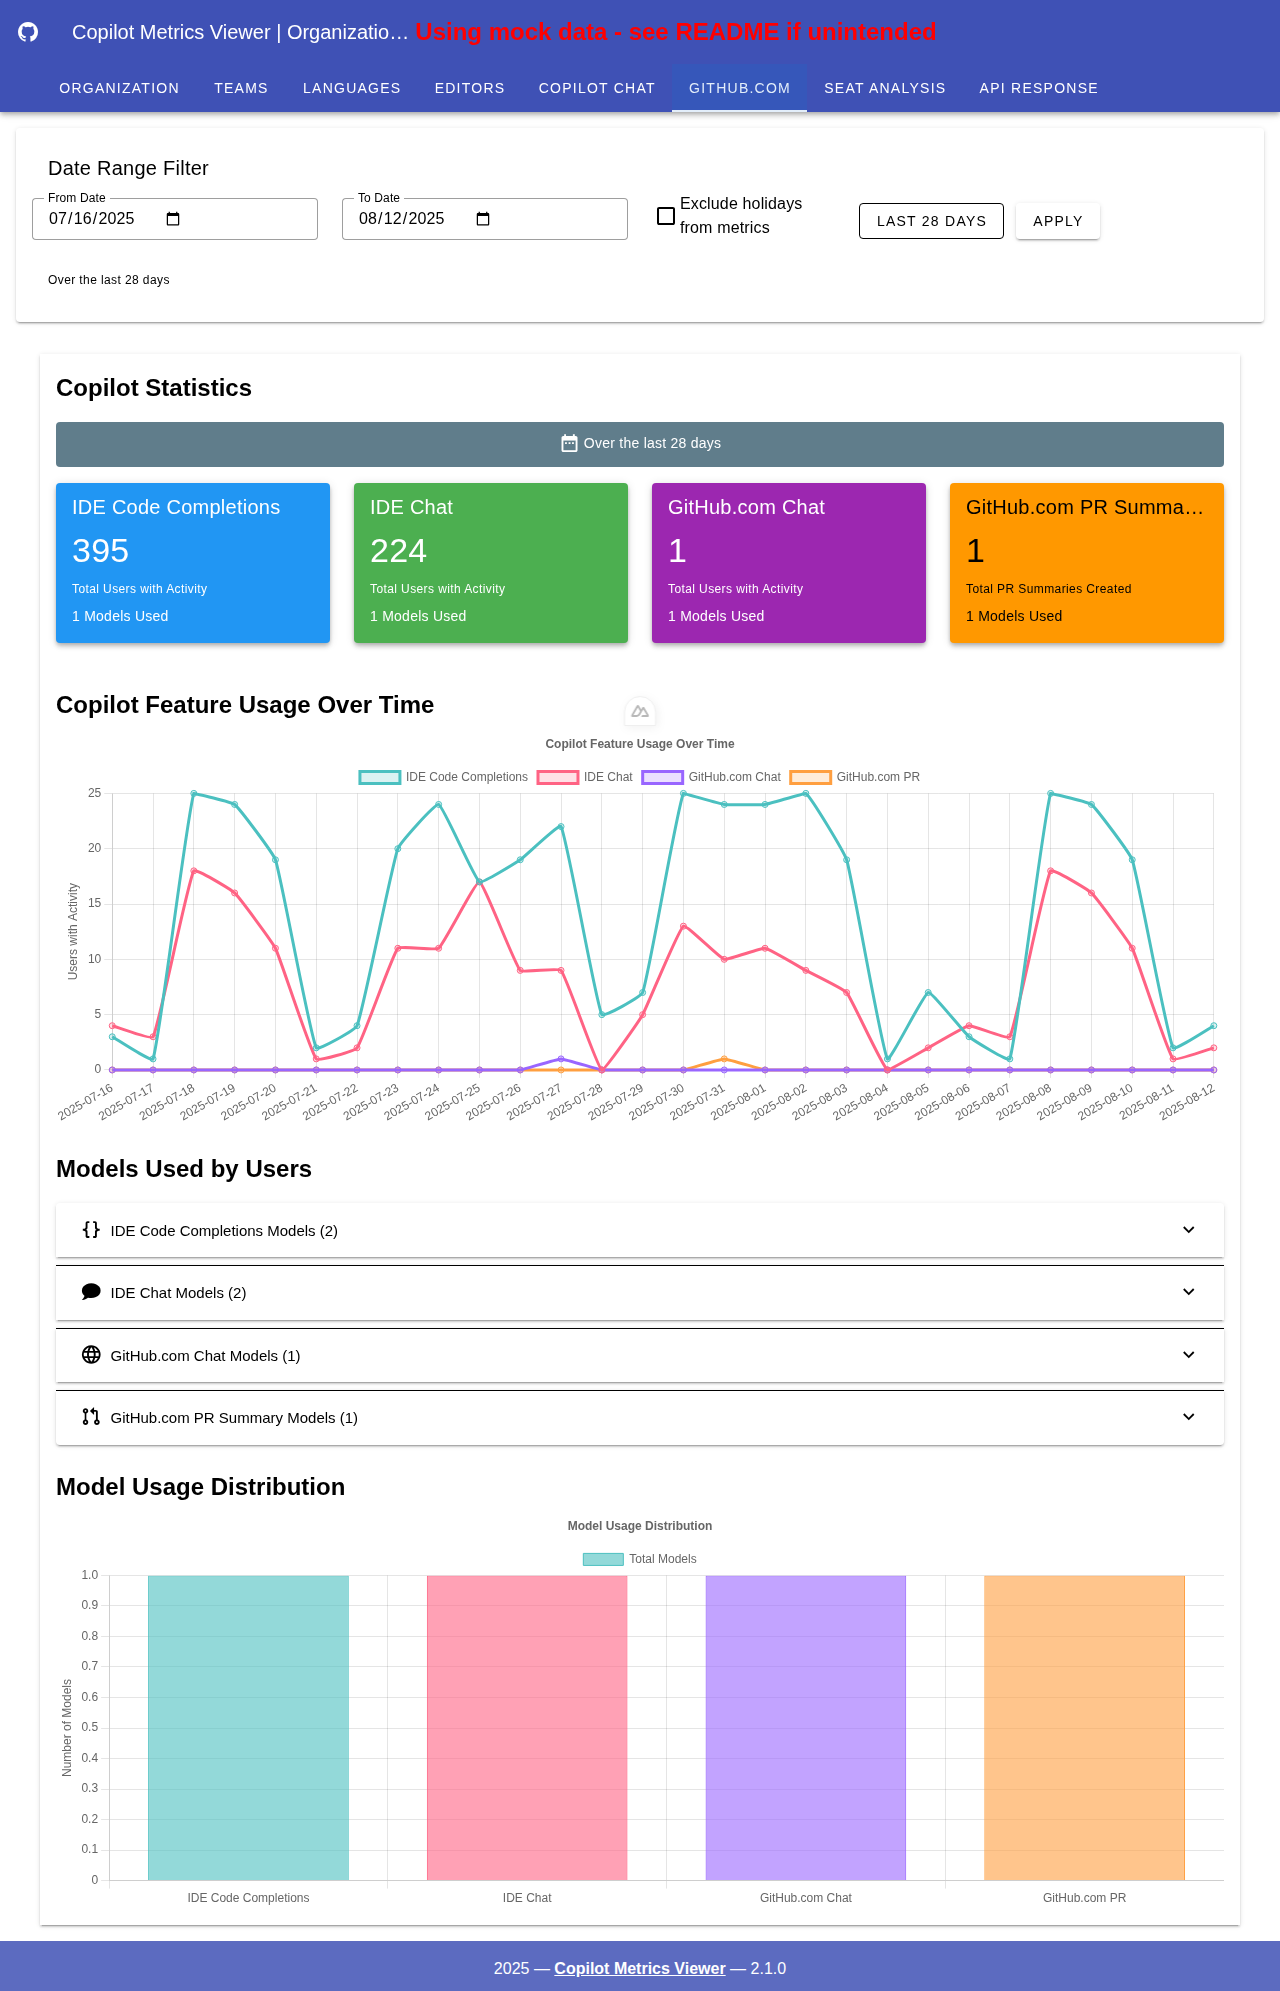 Copilot Metrics Viewer | Organizatio… Using mock data - see README if unintended
ORGANIZATION TEAMS LANGUAGES EDITORS COPILOT CHAT GITHUB.COM SEAT ANALYSIS API RESPONSE
Date Range Filter
From Date
07/16/2025
To Date
08/12/2025
Exclude holidays
from metrics
LAST 28 DAYS
APPLY
Over the last 28 days
Copilot Statistics
Over the last 28 days
IDE Code Completions
395
Total Users with Activity
1 Models Used
IDE Chat
224
Total Users with Activity
1 Models Used
GitHub.com Chat
1
Total Users with Activity
1 Models Used
GitHub.com PR Summa…
1
Total PR Summaries Created
1 Models Used
Copilot Feature Usage Over Time
Copilot Feature Usage Over Time
IDE Code Completions IDE Chat GitHub.com Chat GitHub.com PR
Users with Activity
25
20
15
10
5
0
2025-07-16 2025-07-17 2025-07-18 2025-07-19 2025-07-20 2025-07-21 2025-07-22 2025-07-23 2025-07-24 2025-07-25 2025-07-26 2025-07-27 2025-07-28 2025-07-29 2025-07-30 2025-07-31 2025-08-01 2025-08-02 2025-08-03 2025-08-04 2025-08-05 2025-08-06 2025-08-07 2025-08-08 2025-08-09 2025-08-10 2025-08-11 2025-08-12
Models Used by Users
IDE Code Completions Models (2)
IDE Chat Models (2)
GitHub.com Chat Models (1)
GitHub.com PR Summary Models (1)
Model Usage Distribution
Model Usage Distribution
Total Models
Number of Models
1.0
0.9
0.8
0.7
0.6
0.5
0.4
0.3
0.2
0.1
0
IDE Code Completions IDE Chat GitHub.com Chat GitHub.com PR
2025 — Copilot Metrics Viewer — 2.1.0